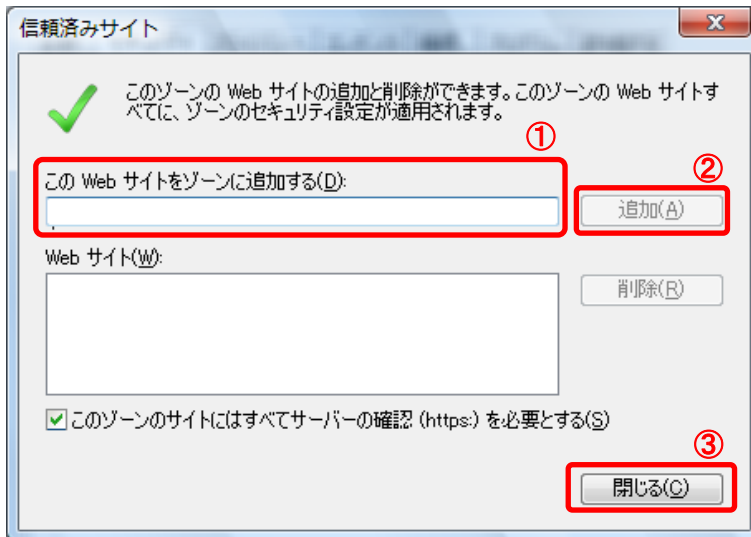 信頼済みサイト
このゾーンの Web サイトの追加と削除ができます。このゾーンの Web サイトす
べてに、ゾーンのセキュリティ設定が適用されます。
①
この Web サイトをゾーンに追加する(D):
②
追加(A)
Web サイト(W):
削除(R)
このゾーンのサイトにはすべてサーバーの確認 (https:) を必要とする(S)
③
閉じる(C)